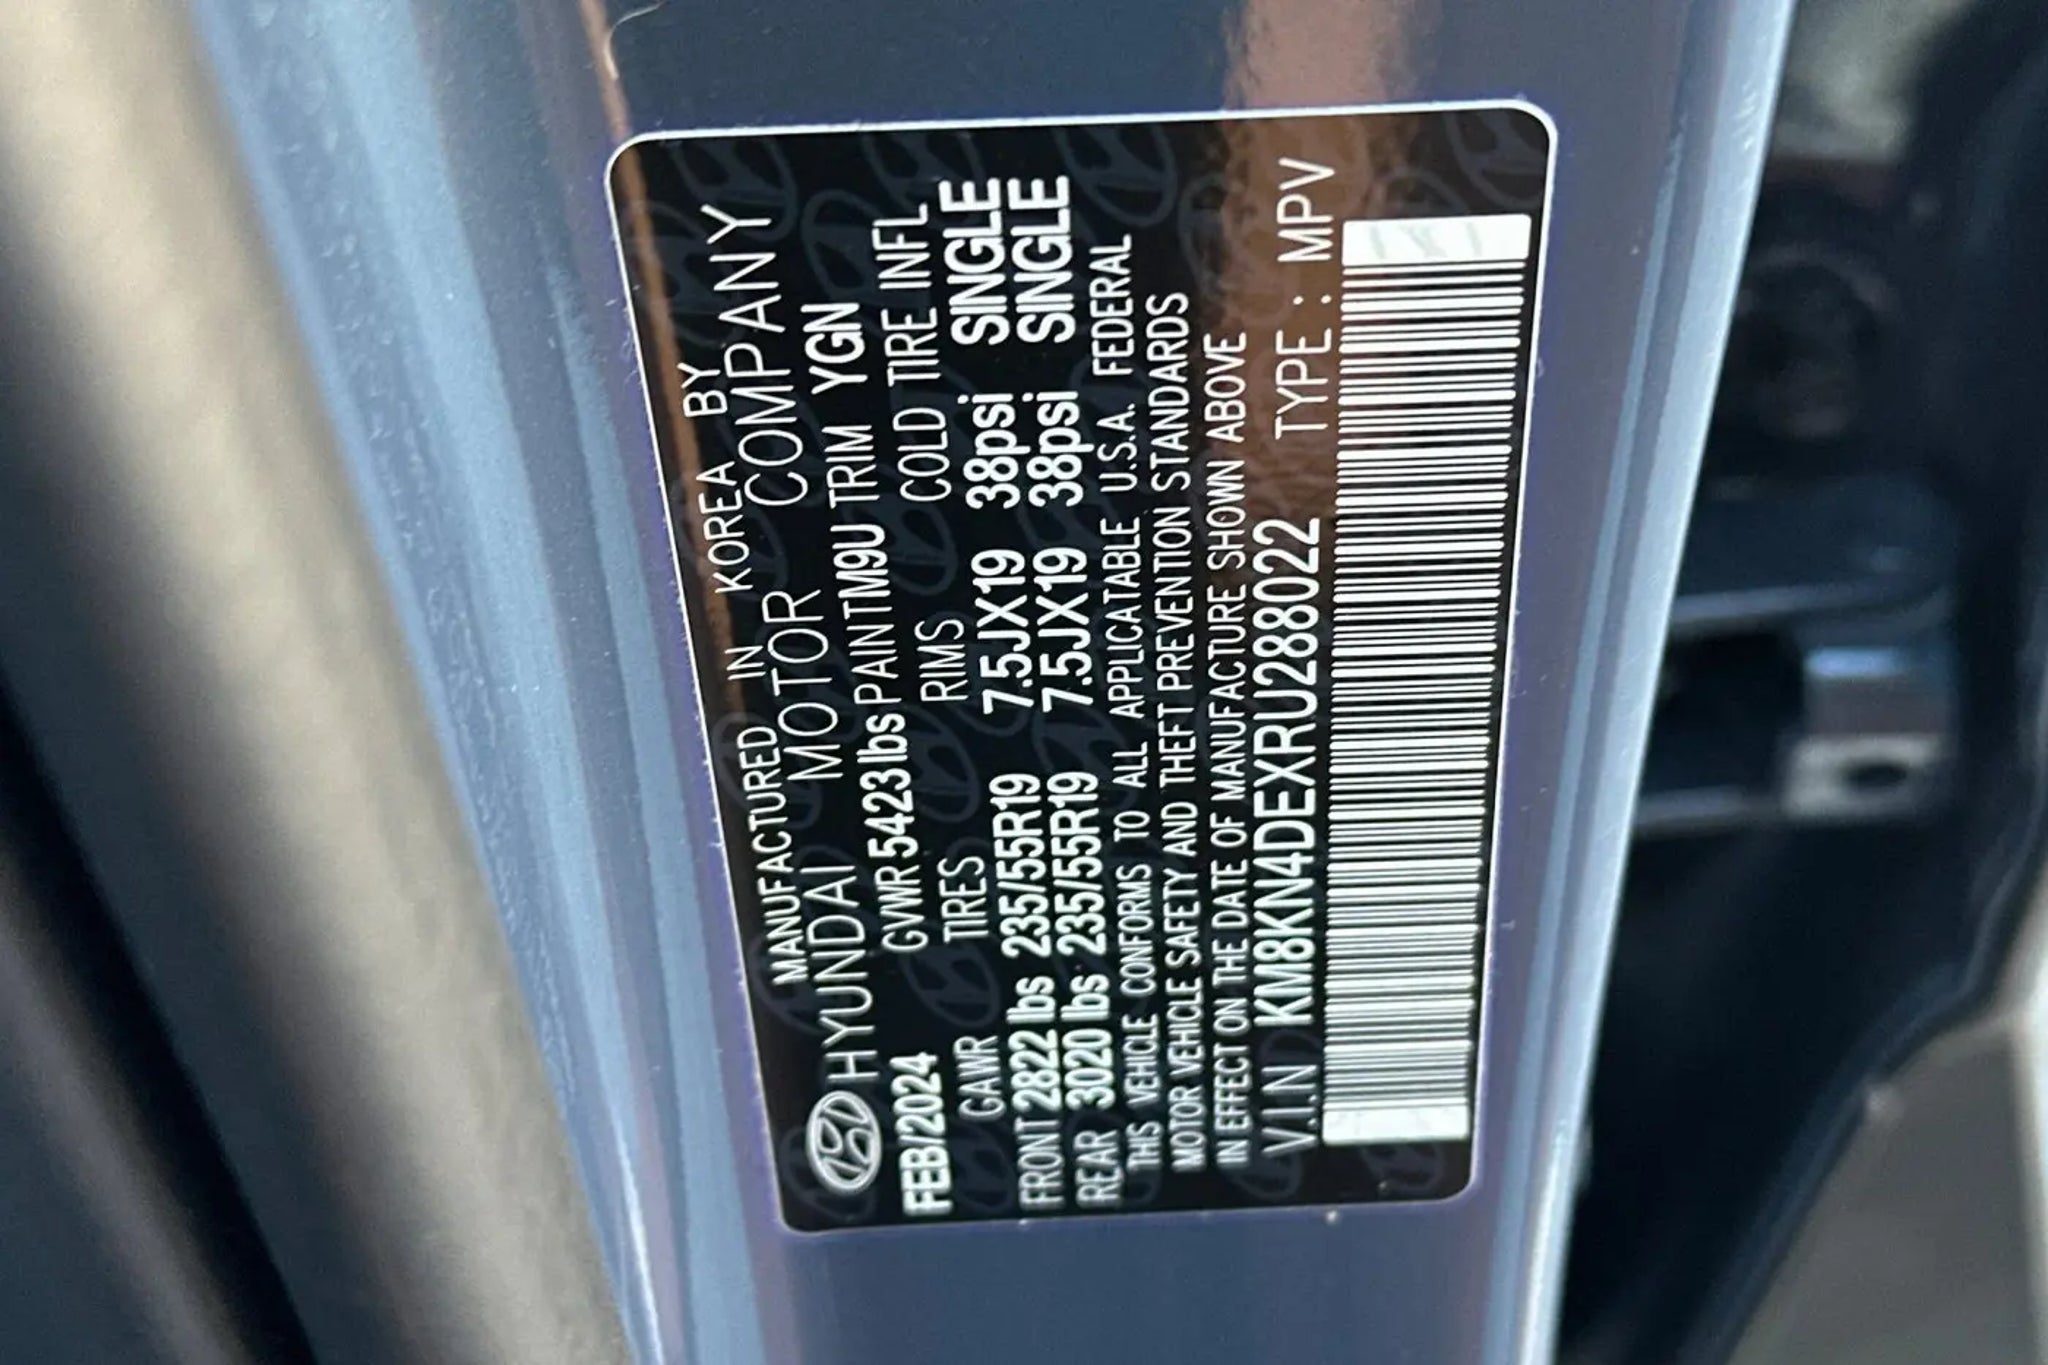 MANUFACTURED IN KOREA BY
HYUNDAI MOTOR COMPANY
FEB/2024 GVWR 5423 lbs PAINT M9U TRIM YGN
GAWR TIRES RIMS COLD TIRE INFL
FRONT 2822 lbs 235/55R19 7.5JX19 38psi SINGLE
REAR 3020 lbs 235/55R19 7.5JX19 38psi SINGLE
THIS VEHICLE CONFORMS TO ALL APPLICATABLE U.S.A. FEDERAL
MOTOR VEHICLE SAFETY AND THEFT PREVENTION STANDARDS
IN EFFECT ON THE DATE OF MANUFACTURE SHOWN ABOVE
V.I.N KM8KN4DEXRU288022 TYPE : MPV